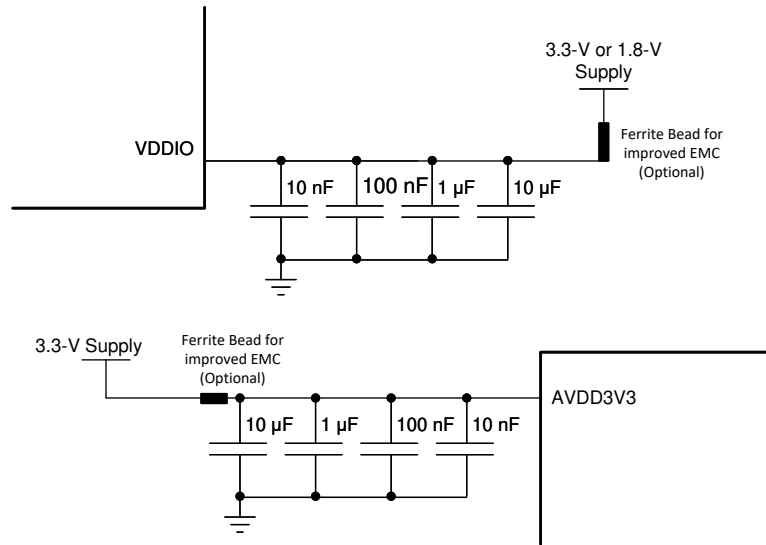 3.3-V or 1.8-V
Supply
Ferrite Bead for
improved EMC
(Optional)
VDDIO
10 nF
100 nF
1 µF
10 µF
3.3-V Supply
Ferrite Bead for
improved EMC
(Optional)
AVDD3V3
10 µF
1 µF
100 nF
10 nF